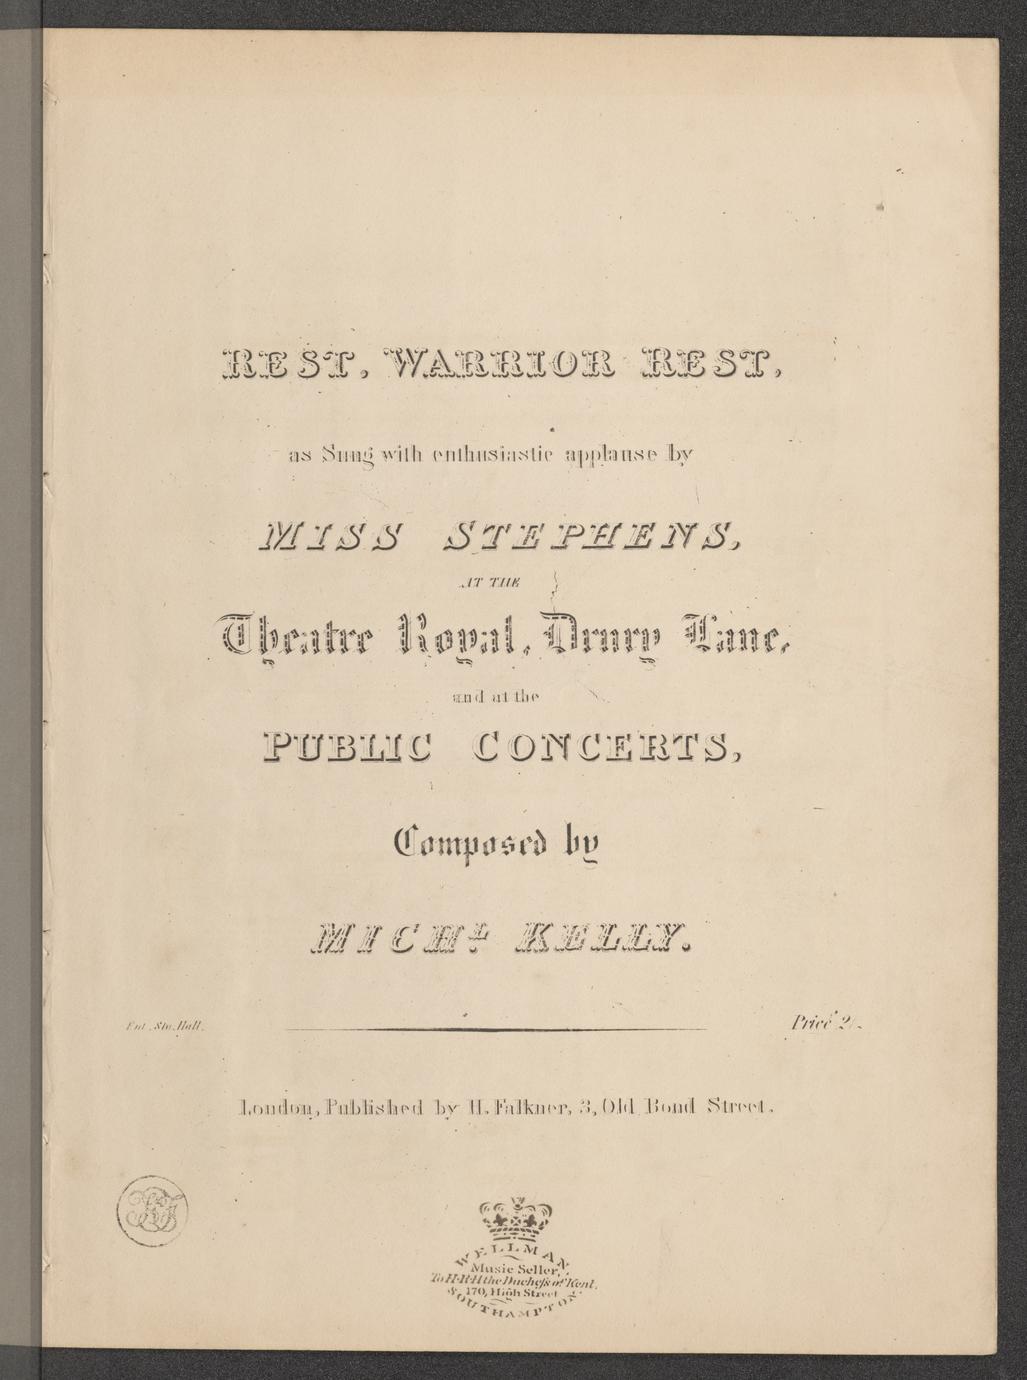 REST, WARRIOR REST,
as Sung with enthusiastic applause by
MISS STEPHENS,
AT THE
Theatre Royal, Drury Lane,
and at the
PUBLIC CONCERTS,
Composed by
MICHL. KELLY.
Ent. Sta. Hall. Price 2/-
London, Published by H. Falkner, 3, Old Bond Street.
WELLMAN,
Music Seller,
To H·R·H the Duchess of Kent.
170, High Street
SOUTHAMPTON.